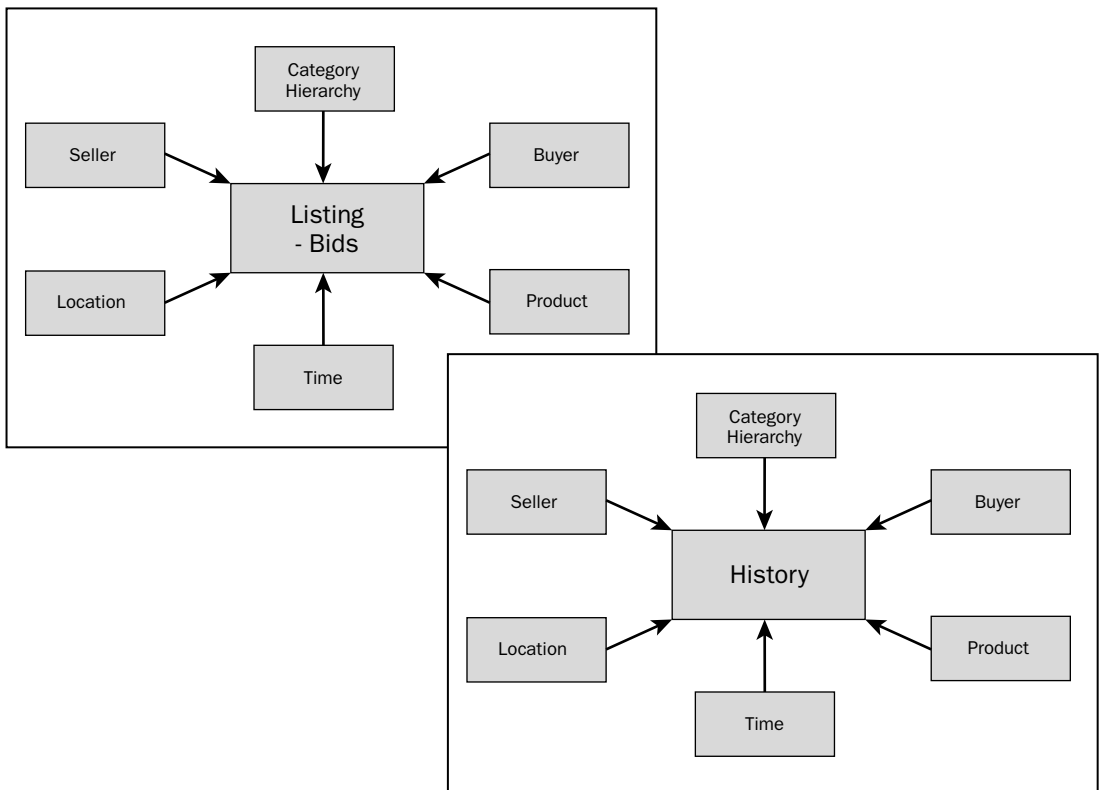 Category
Hierarchy
Seller
Buyer
Listing
- Bids
Location
Product
Time
Category
Hierarchy
Seller
Buyer
History
Location
Product
Time